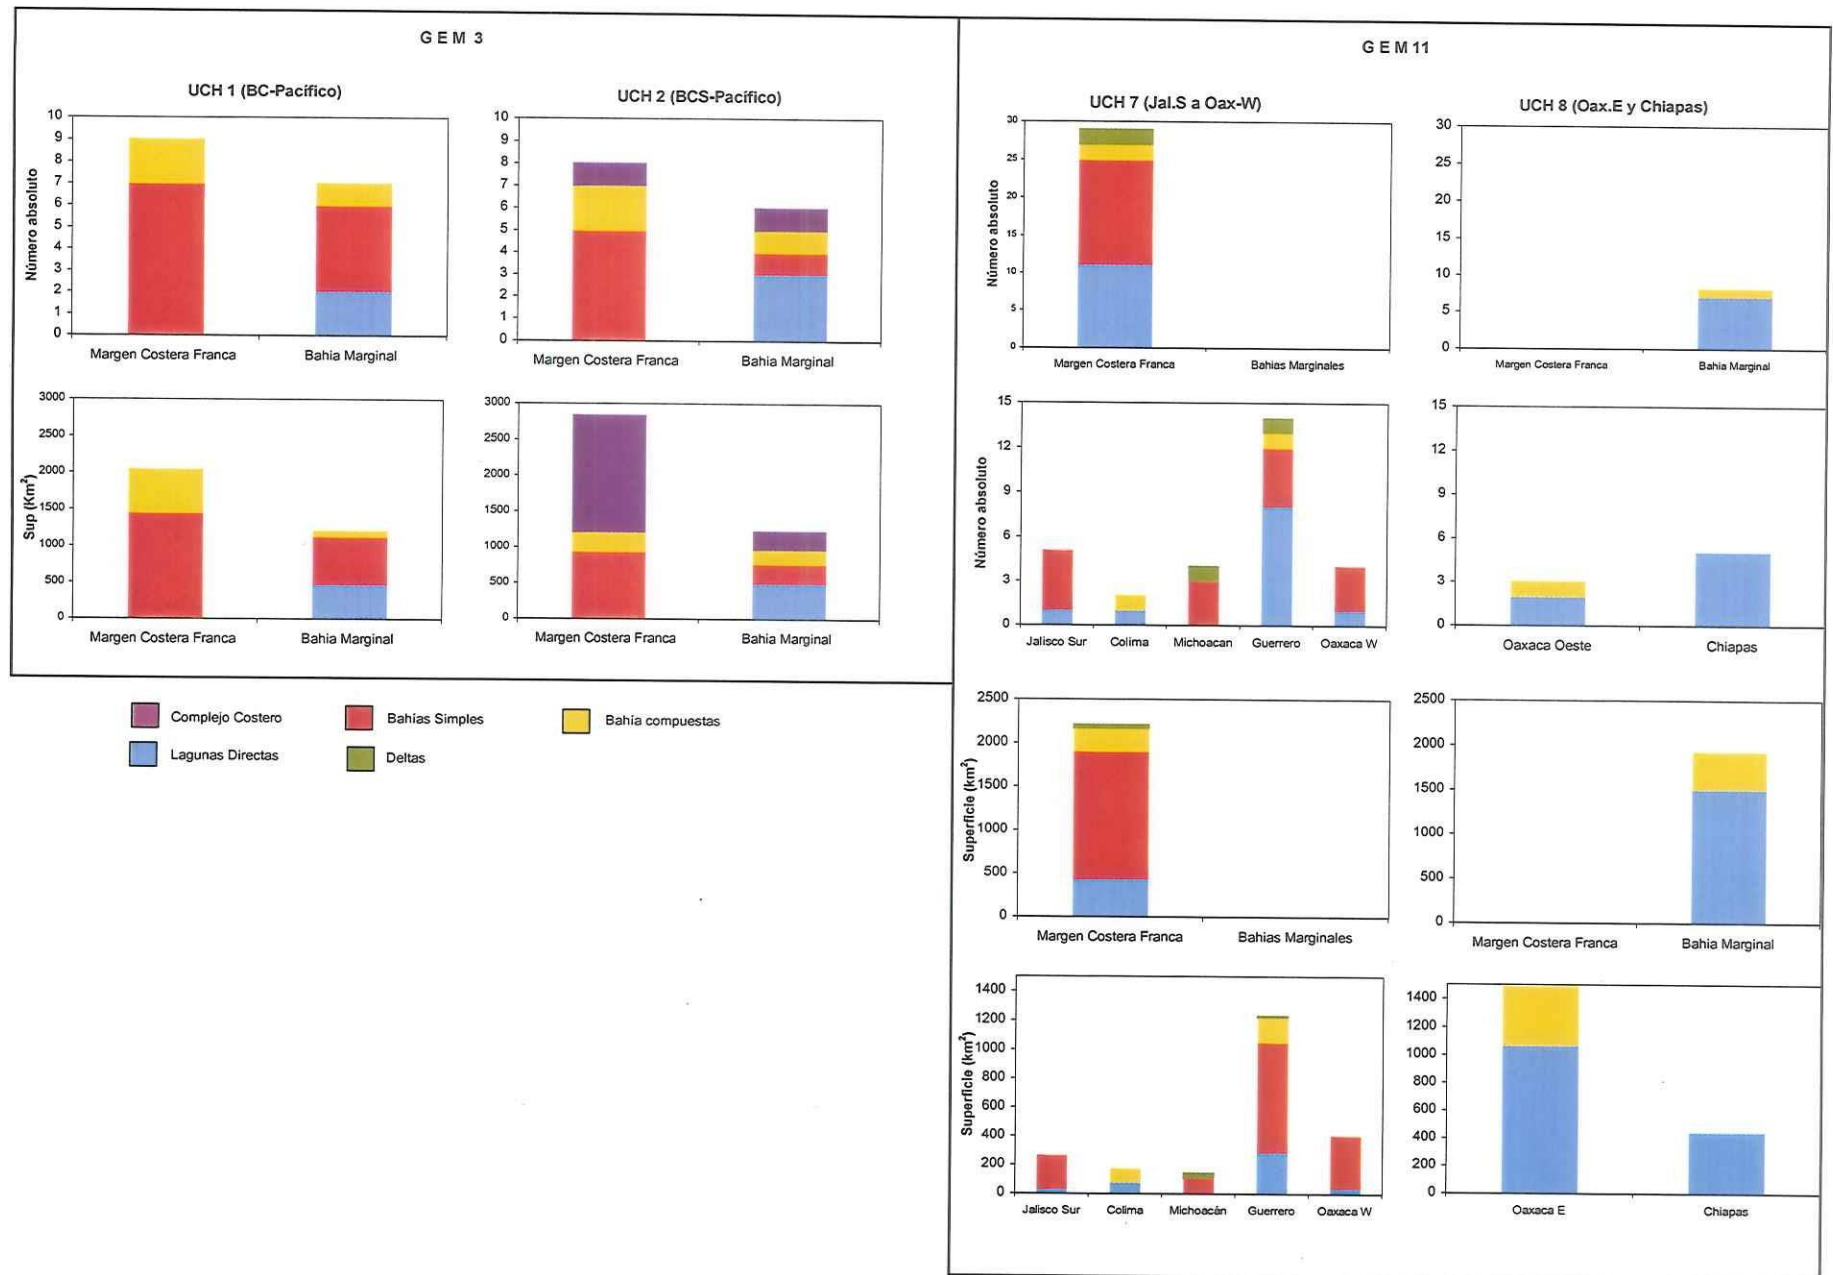 G E M 3
UCH 1 (BC-Pacífico)
10
9
8
7
6
5
4
3
2
1
0
Número absoluto
Margen Costera Franca
Bahia Marginal
UCH 2 (BCS-Pacífico)
10
9
8
7
6
5
4
3
2
1
0
Margen Costera Franca
Bahia Marginal
3000
2500
2000
1500
1000
500
0
Sup (Km²)
Margen Costera Franca
Bahia Marginal
3000
2500
2000
1500
1000
500
0
Margen Costera Franca
Bahia Marginal
Complejo Costero
Bahías Simples
Bahía compuestas
Lagunas Directas
Deltas
G E M 11
UCH 7 (Jal.S a Oax-W)
30
25
20
15
10
5
0
Número absoluto
Margen Costera Franca
Bahias Marginales
UCH 8 (Oax.E y Chiapas)
30
25
20
15
10
5
0
Margen Costera Franca
Bahia Marginal
15
12
9
6
3
0
Número absoluto
Jalisco Sur
Colima
Michoacan
Guerrero
Oaxaca W
15
12
9
6
3
0
Oaxaca Oeste
Chiapas
2500
2000
1500
1000
500
0
Superficie (km²)
Margen Costera Franca
Bahias Marginales
2500
2000
1500
1000
500
0
Margen Costera Franca
Bahia Marginal
1400
1200
1000
800
600
400
200
0
Superficie (km²)
Jalisco Sur
Colima
Michoacán
Guerrero
Oaxaca W
1400
1200
1000
800
600
400
200
0
Oaxaca E
Chiapas